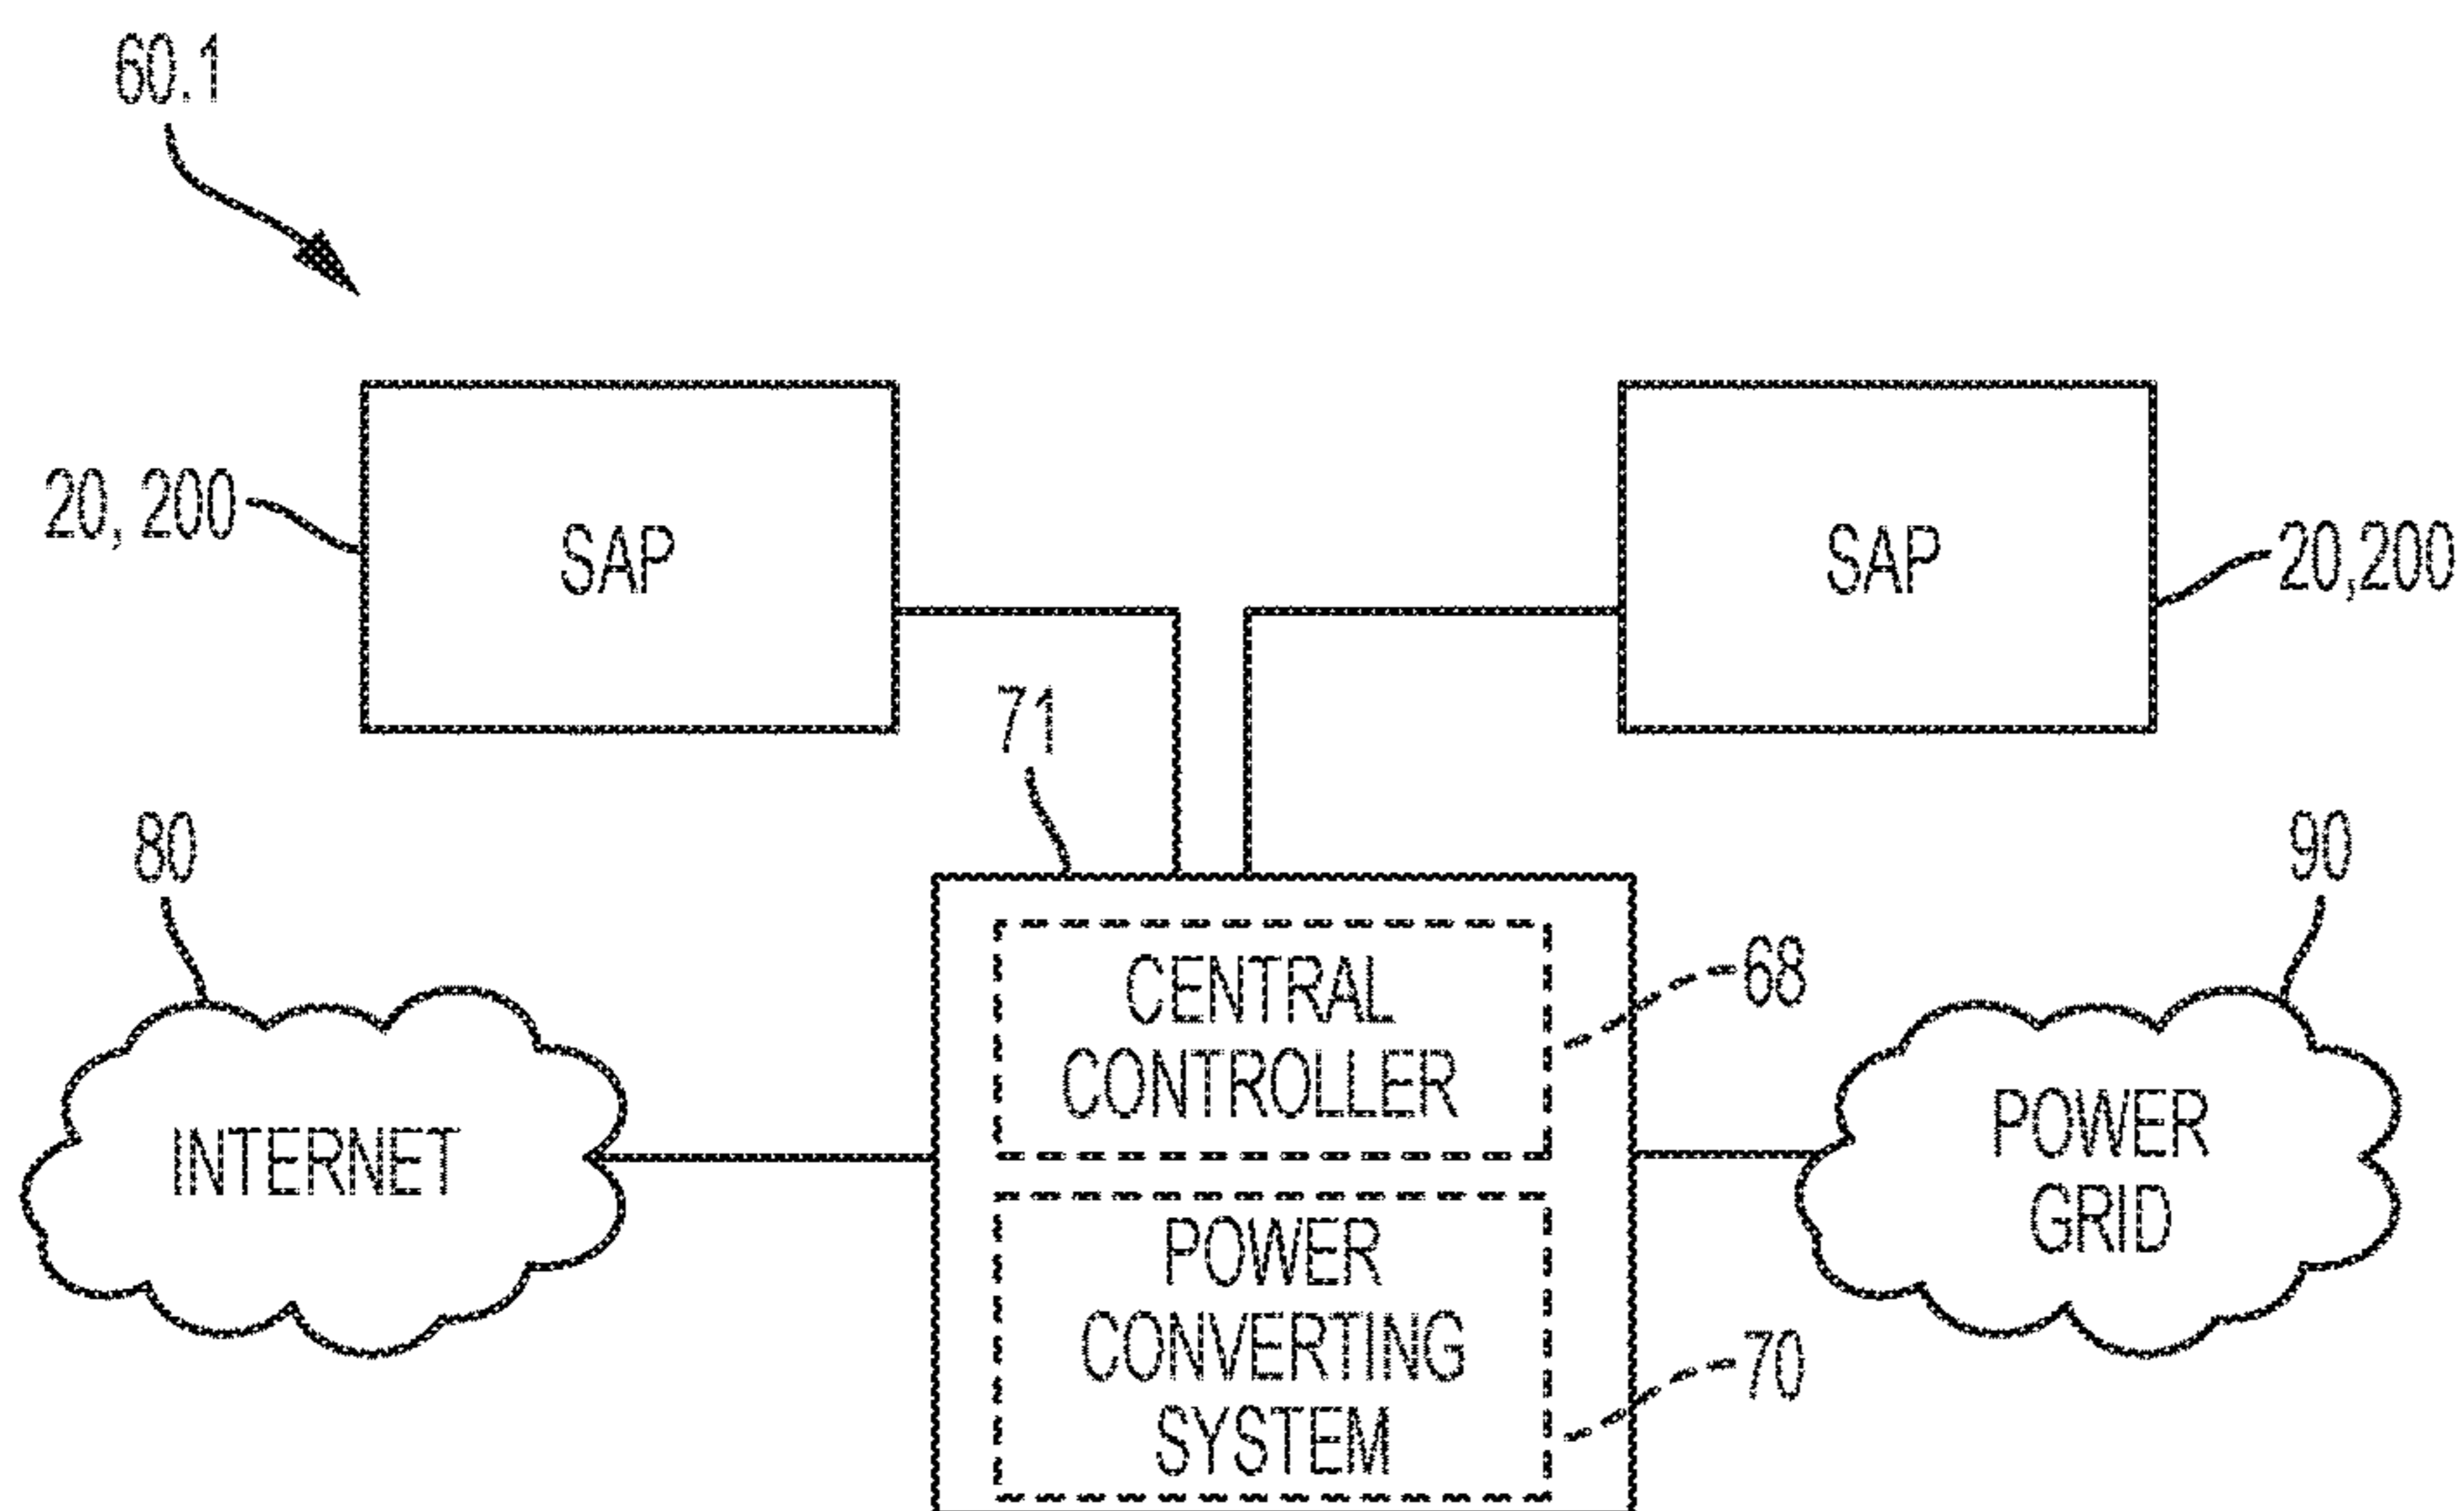 60.1
20, 200
SAP
SAP
20,200
71
80
90
CENTRAL
CONTROLLER
68
INTERNET
POWER
GRID
POWER
CONVERTING
SYSTEM
70